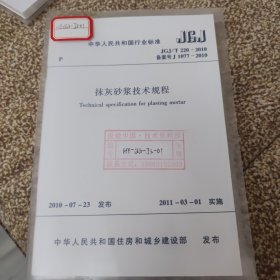 JGJ
中华人民共和国行业标准
JGJ/T 220-2010
P
备案号 J 1077-2010
抹灰砂浆技术规程
Technical specification for plasting mortar
2010-07-23 发布
2011-03-01 实施
中华人民共和国住房和城乡建设部 发布